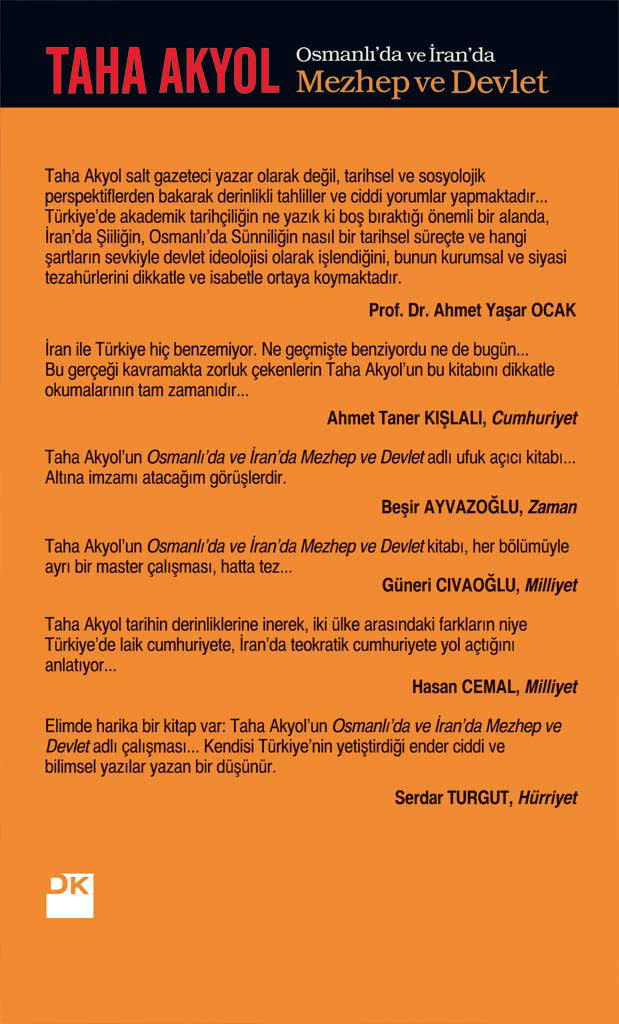 TAHA AKYOL
Osmanlı'da ve İran'da
Mezhep ve Devlet
Taha Akyol salt gazeteci yazar olarak değil, tarihsel ve sosyolojik
perspektiflerden bakarak derinlikli tahliller ve ciddi yorumlar yapmaktadır...
Türkiye'de akademik tarihçiliğin ne yazık ki boş bıraktığı önemli bir alanda,
İran'da Şiiliğin, Osmanlı'da Sünniliğin nasıl bir tarihsel süreçte ve hangi
şartların sevkiyle devlet ideolojisi olarak işlendiğini, bunun kurumsal ve siyasi
tezahürlerini dikkatle ve isabetle ortaya koymaktadır.
Prof. Dr. Ahmet Yaşar OCAK
İran ile Türkiye hiç benzemiyor. Ne geçmişte benziyordu ne de bugün...
Bu gerçeği kavramakta zorluk çekenlerin Taha Akyol'un bu kitabını dikkatle
okumalarının tam zamanıdır...
Ahmet Taner KIŞLALI, Cumhuriyet
Taha Akyol'un Osmanlı'da ve İran'da Mezhep ve Devlet adlı ufuk açıcı kitabı...
Altına imzamı atacağım görüşlerdir.
Beşir AYVAZOĞLU, Zaman
Taha Akyol'un Osmanlı'da ve İran'da Mezhep ve Devlet kitabı, her bölümüyle
ayrı bir master çalışması, hatta tez...
Güneri CIVAOĞLU, Milliyet
Taha Akyol tarihin derinliklerine inerek, iki ülke arasındaki farkların niye
Türkiye'de laik cumhuriyete, İran'da teokratik cumhuriyete yol açtığını
anlatıyor...
Hasan CEMAL, Milliyet
Elimde harika bir kitap var: Taha Akyol'un Osmanlı'da ve İran'da Mezhep ve
Devlet adlı çalışması... Kendisi Türkiye'nin yetiştirdiği ender ciddi ve
bilimsel yazılar yazan bir düşünür.
Serdar TURGUT, Hürriyet
DK